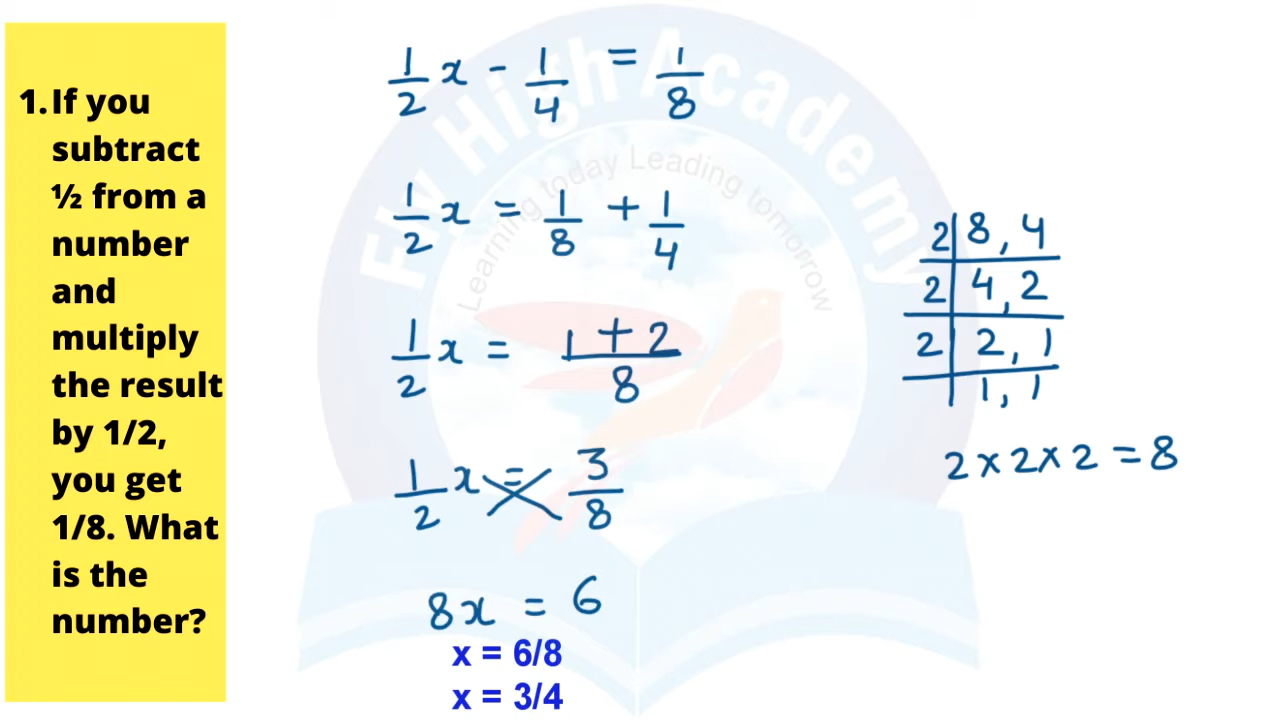 1. If you
subtract
½ from a
number
and
multiply
the result
by 1/2,
you get
1/8. What
is the
number?
1/2 x - 1/4 = 1/8
1/2 x = 1/8 + 1/4
1/2 x = 1 + 2 / 8
1/2 x = 3/8
8x = 6
x = 6/8
x = 3/4
2 | 8, 4
2 | 4, 2
2 | 2, 1
1, 1
2 × 2 × 2 = 8
Fly High Academy
Learning today Leading tomorrow